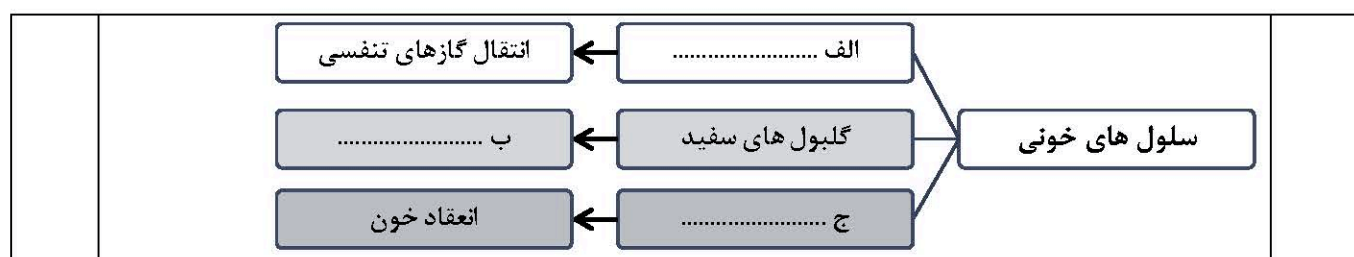 سلول های خونی
الف ........................
انتقال گازهای تنفسی
گلبول های سفید
ب ........................
ج ........................
انعقاد خون